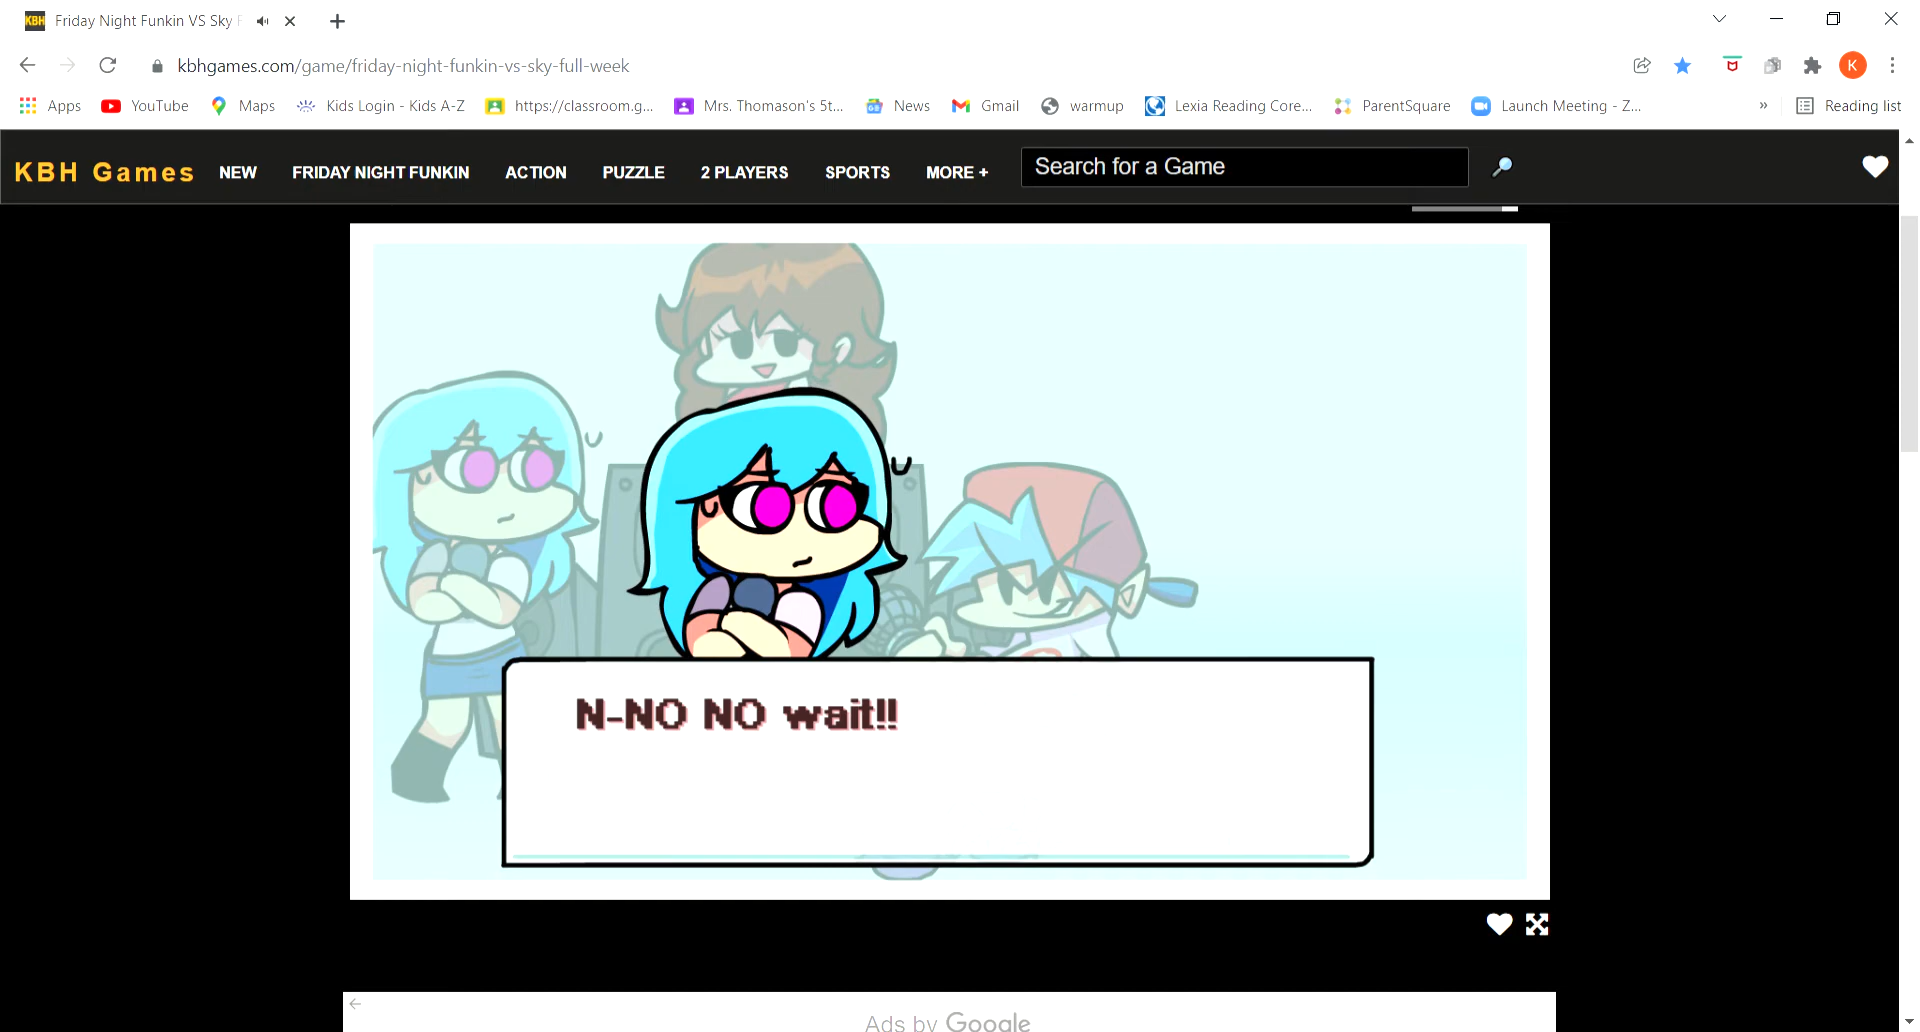 KBH
Friday Night Funkin VS Sky
kbhgames.com/game/friday-night-funkin-vs-sky-full-week
K
Apps
YouTube
Maps
Kids Login - Kids A-Z
https://classroom.g...
Mrs. Thomason's 5t...
News
Gmail
warmup
Lexia Reading Core...
ParentSquare
Launch Meeting - Z...
»
Reading list
KBH Games
NEW
FRIDAY NIGHT FUNKIN
ACTION
PUZZLE
2 PLAYERS
SPORTS
MORE +
Search for a Game
N-NO NO wait!!
Ads by Google